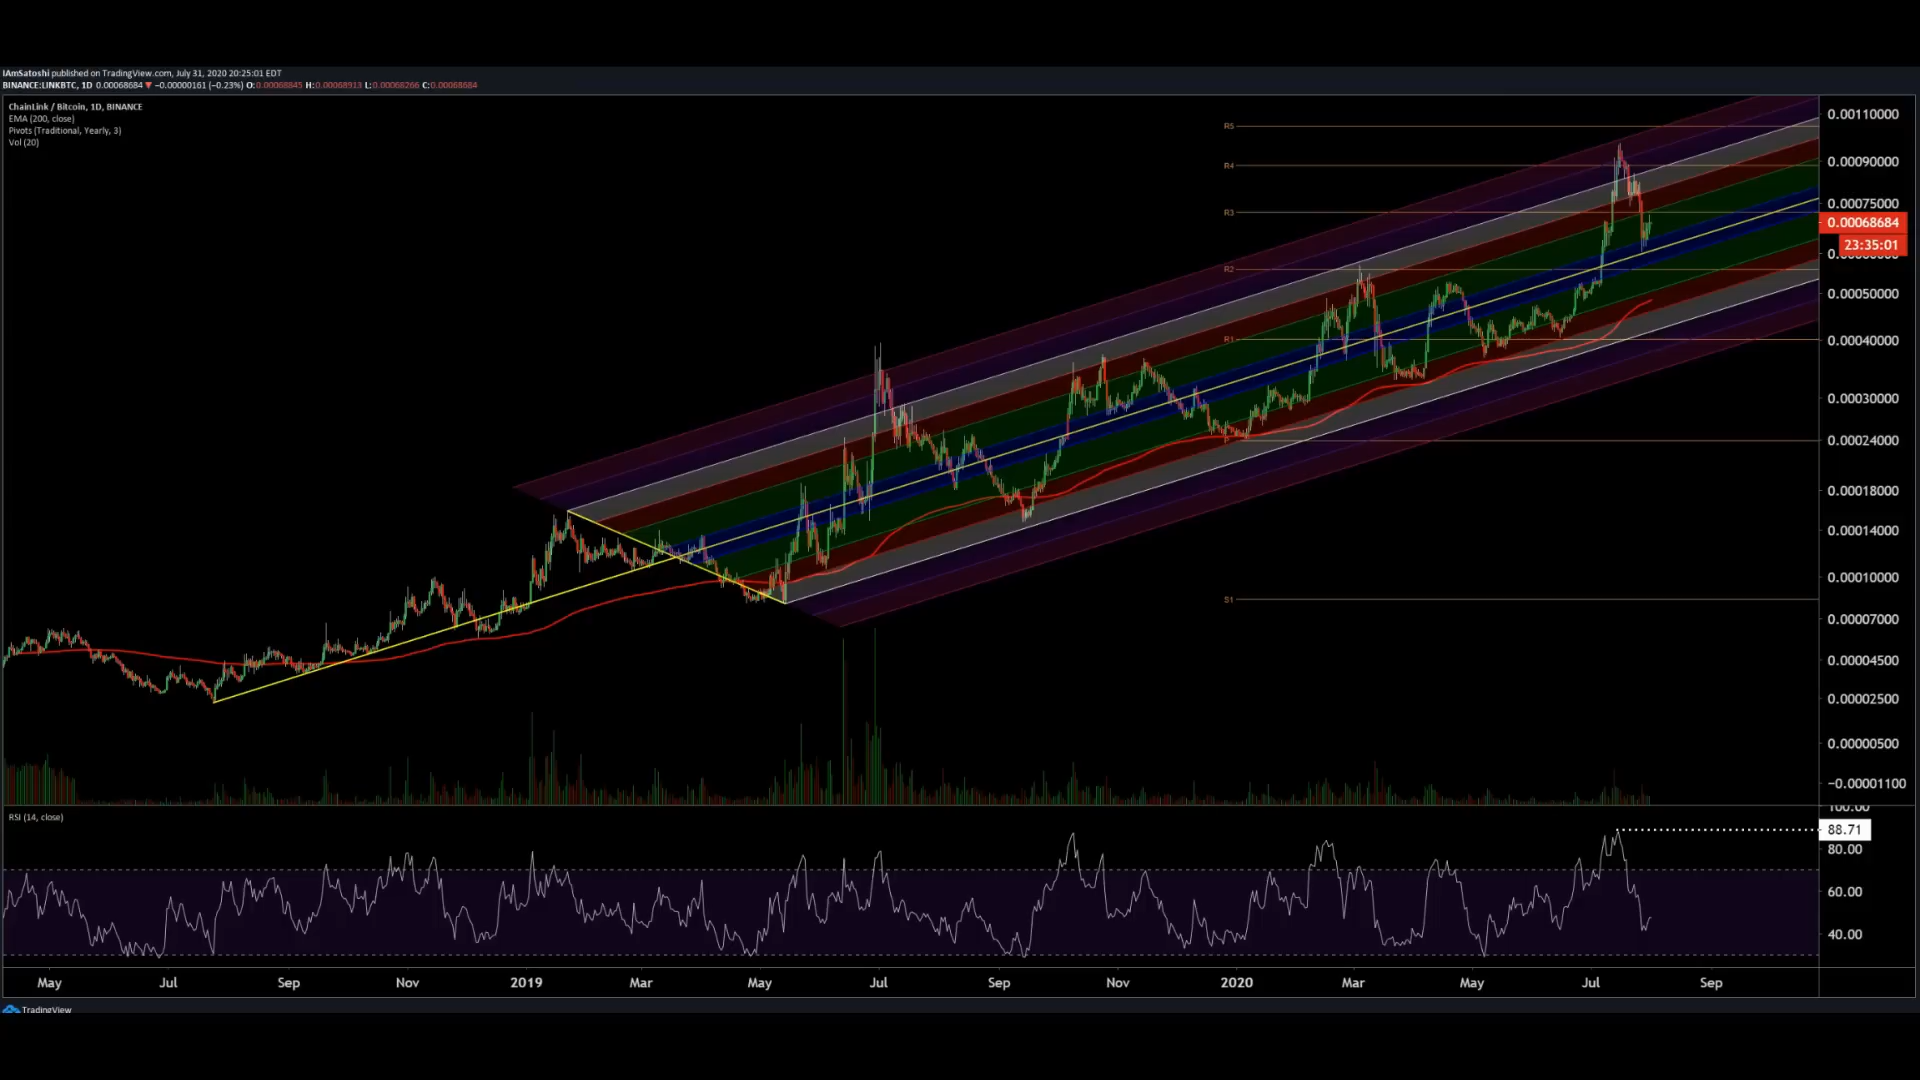 IAmSatoshi published on TradingView.com, July 31, 2020 20:25:01 EDT
BINANCE:LINKBTC, 1D 0.00068684 ▼ −0.00000161 (−0.23%) O:0.00068845 H:0.00068913 L:0.00068266 C:0.00068684
ChainLink / Bitcoin, 1D, BINANCE
EMA (200, close)
Pivots (Traditional, Yearly, 3)
Vol (20)
R5
R4
R3
R2
R1
S1
0.00110000
0.00090000
0.00075000
0.00068684
23:35:01
0.00050000
0.00040000
0.00030000
0.00024000
0.00018000
0.00014000
0.00010000
0.00007000
0.00004500
0.00002500
0.00000500
−0.00001100
RSI (14, close)
100.00
88.71
80.00
60.00
40.00
May Jul Sep Nov 2019 Mar May Jul Sep Nov 2020 Mar May Jul Sep
TradingView